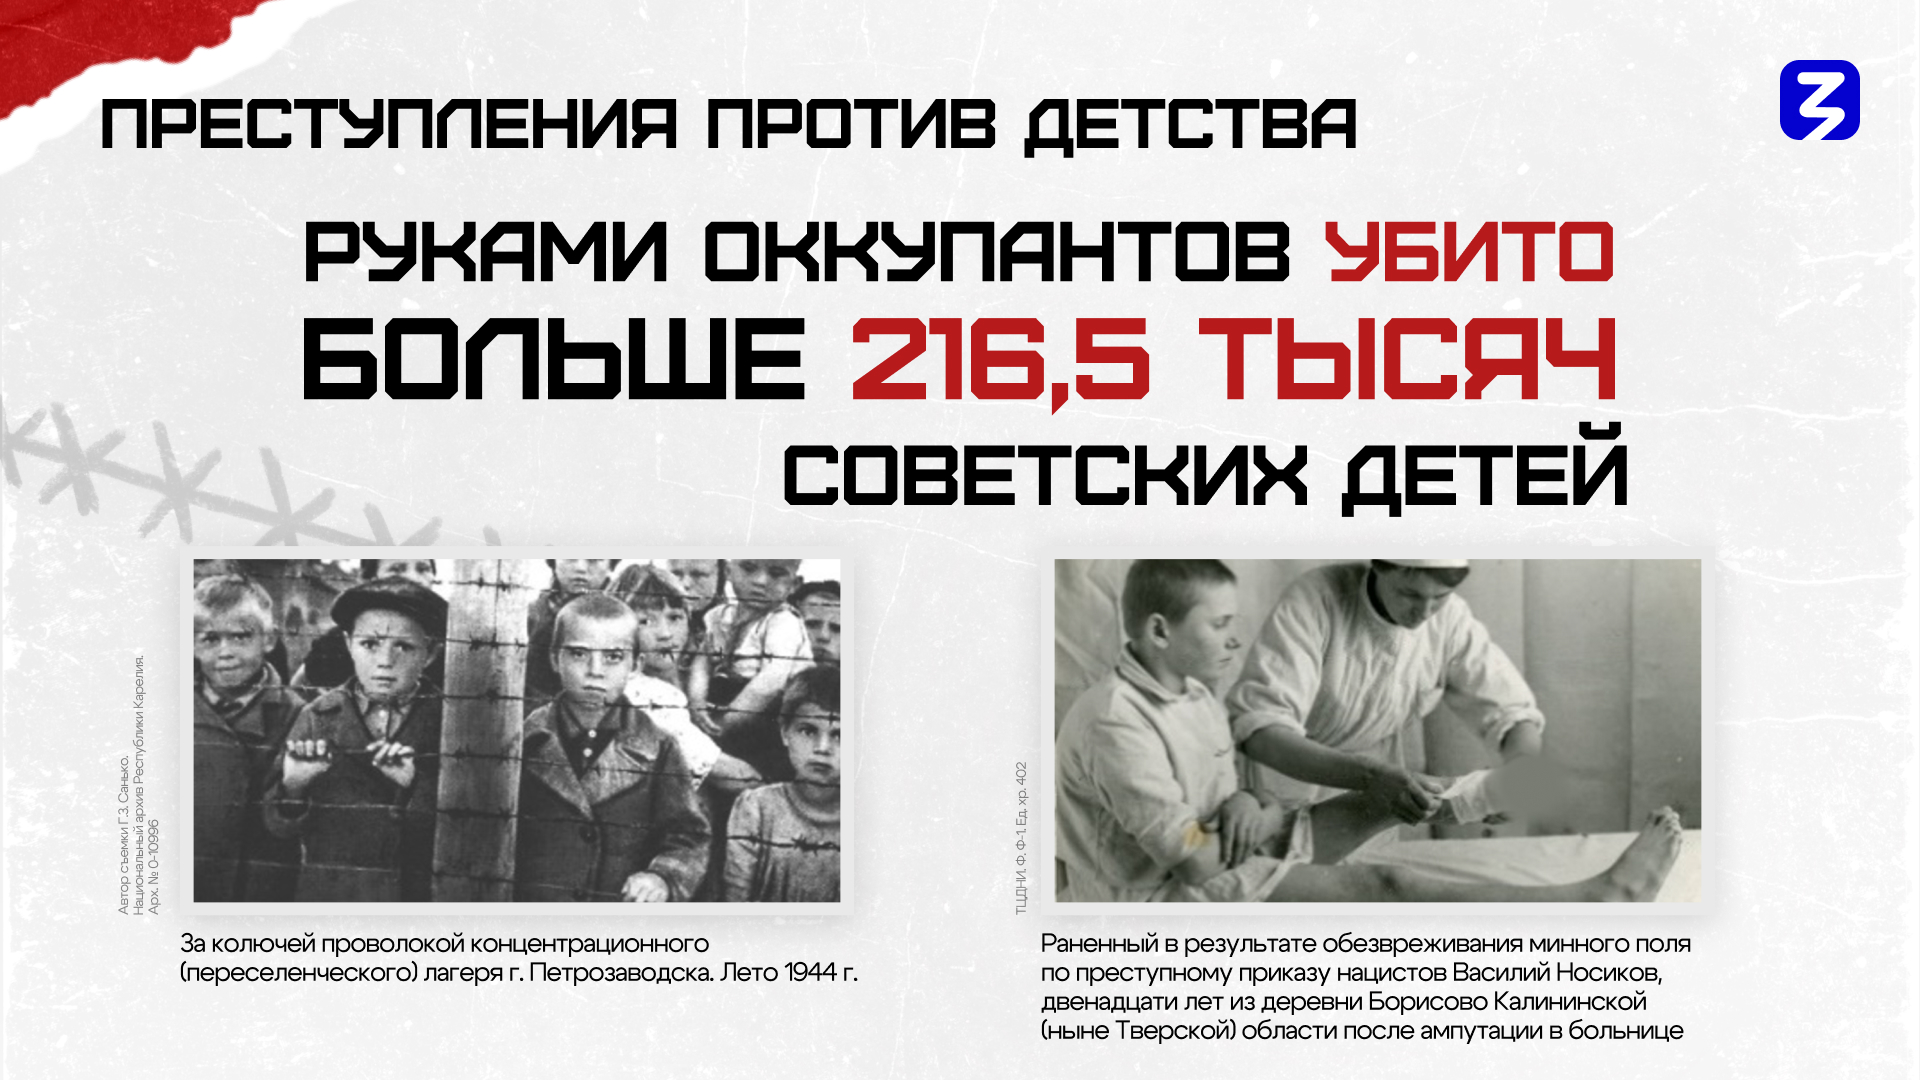 ПРЕСТУПЛЕНИЯ ПРОТИВ ДЕТСТВА
РУКАМИ ОККУПАНТОВ УБИТО
БОЛЬШЕ 216,5 ТЫСЯЧ
СОВЕТСКИХ ДЕТЕЙ
Автор съемки Г.З. Санько.
Национальный архив Республики Карелия.
Арх. № 0-10996
За колючей проволокой концентрационного
(переселенческого) лагеря г. Петрозаводска. Лето 1944 г.
ТЦДНИ. Ф. Ф-1. Ед. хр. 402
Раненный в результате обезвреживания минного поля
по преступному приказу нацистов Василий Носиков,
двенадцати лет из деревни Борисово Калининской
(ныне Тверской) области после ампутации в больнице